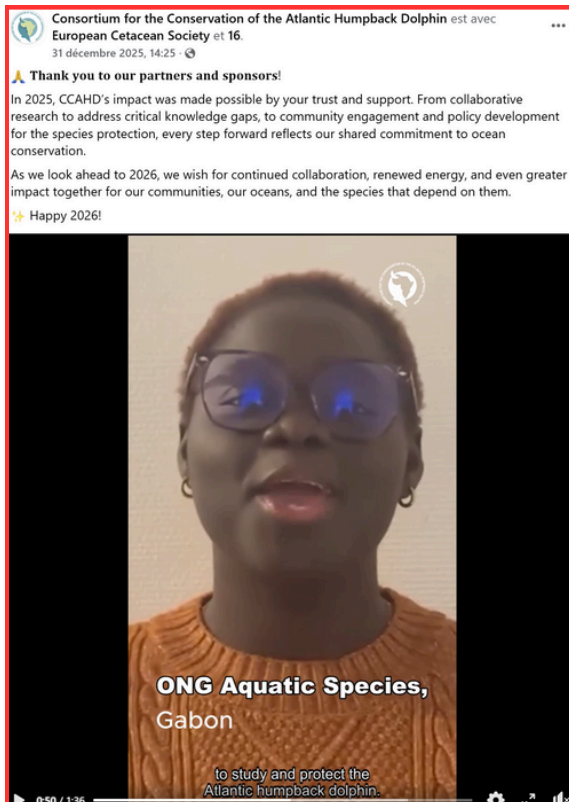 Consortium for the Conservation of the Atlantic Humpback Dolphin est avec
European Cetacean Society et 16.
31 décembre 2025, 14:25 ·
🙏 Thank you to our partners and sponsors!
In 2025, CCAHD's impact was made possible by your trust and support. From collaborative
research to address critical knowledge gaps, to community engagement and policy development
for the species protection, every step forward reflects our shared commitment to ocean
conservation.
As we look ahead to 2026, we wish for continued collaboration, renewed energy, and even greater
impact together for our communities, our oceans, and the species that depend on them.
✨ Happy 2026!
ONG Aquatic Species,
Gabon
to study and protect the
Atlantic humpback dolphin.
0:50 / 1:36